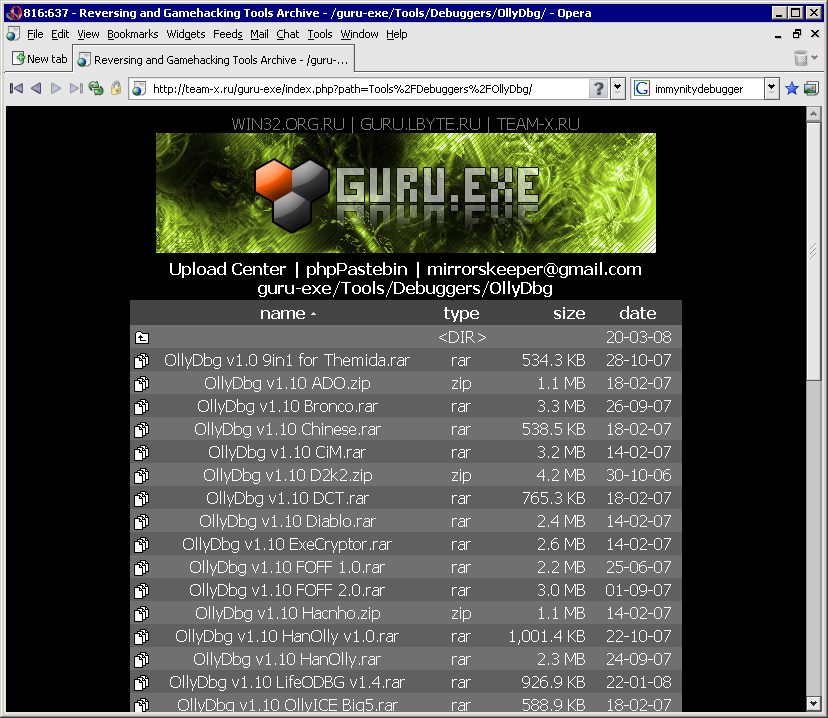 816:637 - Reversing and Gamehacking Tools Archive - /guru-exe/Tools/Debuggers/OllyDbg/ - Opera
File Edit View Bookmarks Widgets Feeds Mail Chat Tools Window Help
New tab Reversing and Gamehacking Tools Archive - /guru-...
http://team-x.ru/guru-exe/index.php?path=Tools%2FDebuggers%2FOllyDbg/ ? G immynitydebugger
WIN32.ORG.RU | GURU.LBYTE.RU | TEAM-X.RU
GURU.EXE
Upload Center | phpPastebin | mirrorskeeper@gmail.com
guru-exe/Tools/Debuggers/OllyDbg
name type size date
<DIR> 20-03-08
OllyDbg v1.0 9in1 for Themida.rar rar 534.3 KB 28-10-07
OllyDbg v1.10 ADO.zip zip 1.1 MB 18-02-07
OllyDbg v1.10 Bronco.rar rar 3.3 MB 26-09-07
OllyDbg v1.10 Chinese.rar rar 538.5 KB 18-02-07
OllyDbg v1.10 CiM.rar rar 3.2 MB 14-02-07
OllyDbg v1.10 D2k2.zip zip 4.2 MB 30-10-06
OllyDbg v1.10 DCT.rar rar 765.3 KB 18-02-07
OllyDbg v1.10 Diablo.rar rar 2.4 MB 14-02-07
OllyDbg v1.10 ExeCryptor.rar rar 2.6 MB 14-02-07
OllyDbg v1.10 FOFF 1.0.rar rar 2.2 MB 25-06-07
OllyDbg v1.10 FOFF 2.0.rar rar 3.0 MB 01-09-07
OllyDbg v1.10 Hacnho.zip zip 1.1 MB 14-02-07
OllyDbg v1.10 HanOlly v1.0.rar rar 1,001.4 KB 22-10-07
OllyDbg v1.10 HanOlly.rar rar 2.3 MB 24-09-07
OllyDbg v1.10 LifeODBG v1.4.rar rar 926.9 KB 22-01-08
OllyDbg v1.10 OllyICE Big5.rar rar 588.9 KB 18-02-07